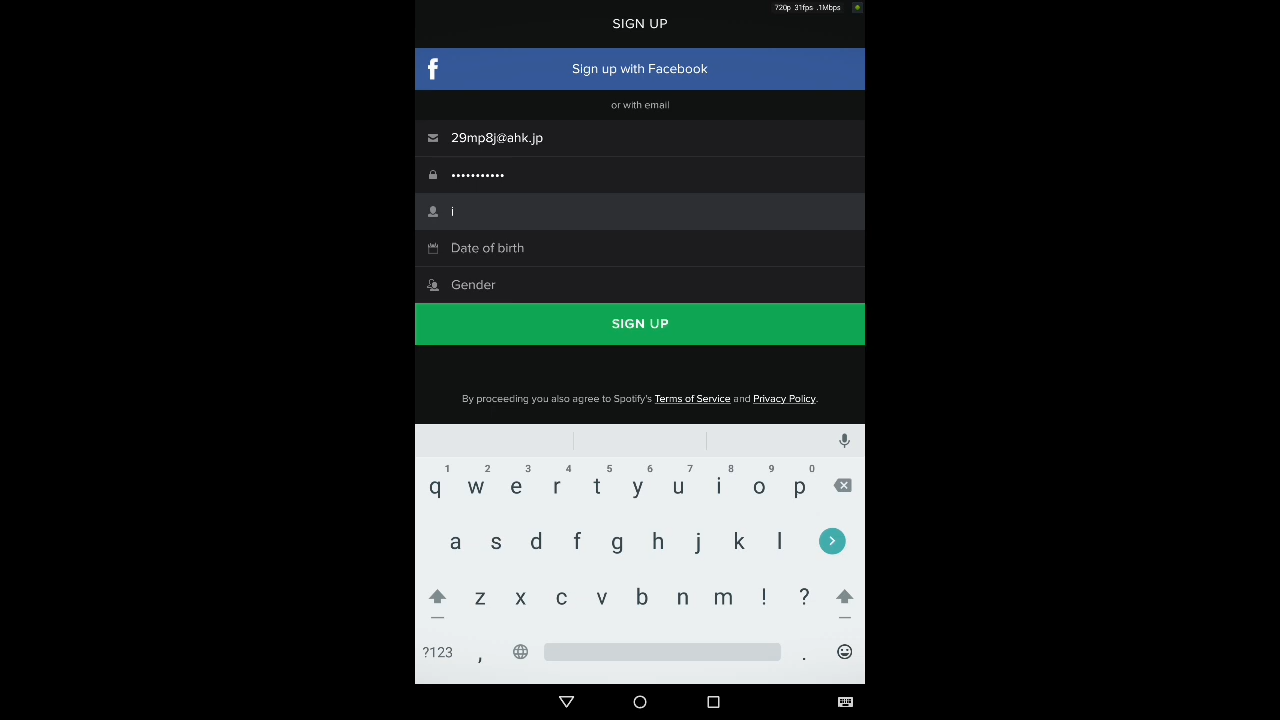 720p 31fps .1Mbps
SIGN UP
f Sign up with Facebook
or with email
29mp8j@ahk.jp
•••••••••••
i
Date of birth
Gender
SIGN UP
By proceeding you also agree to Spotify's Terms of Service and Privacy Policy.
1 2 3 4 5 6 7 8 9 0
q w e r t y u i o p
a s d f g h j k l
z x c v b n m ! ?
?123 , .